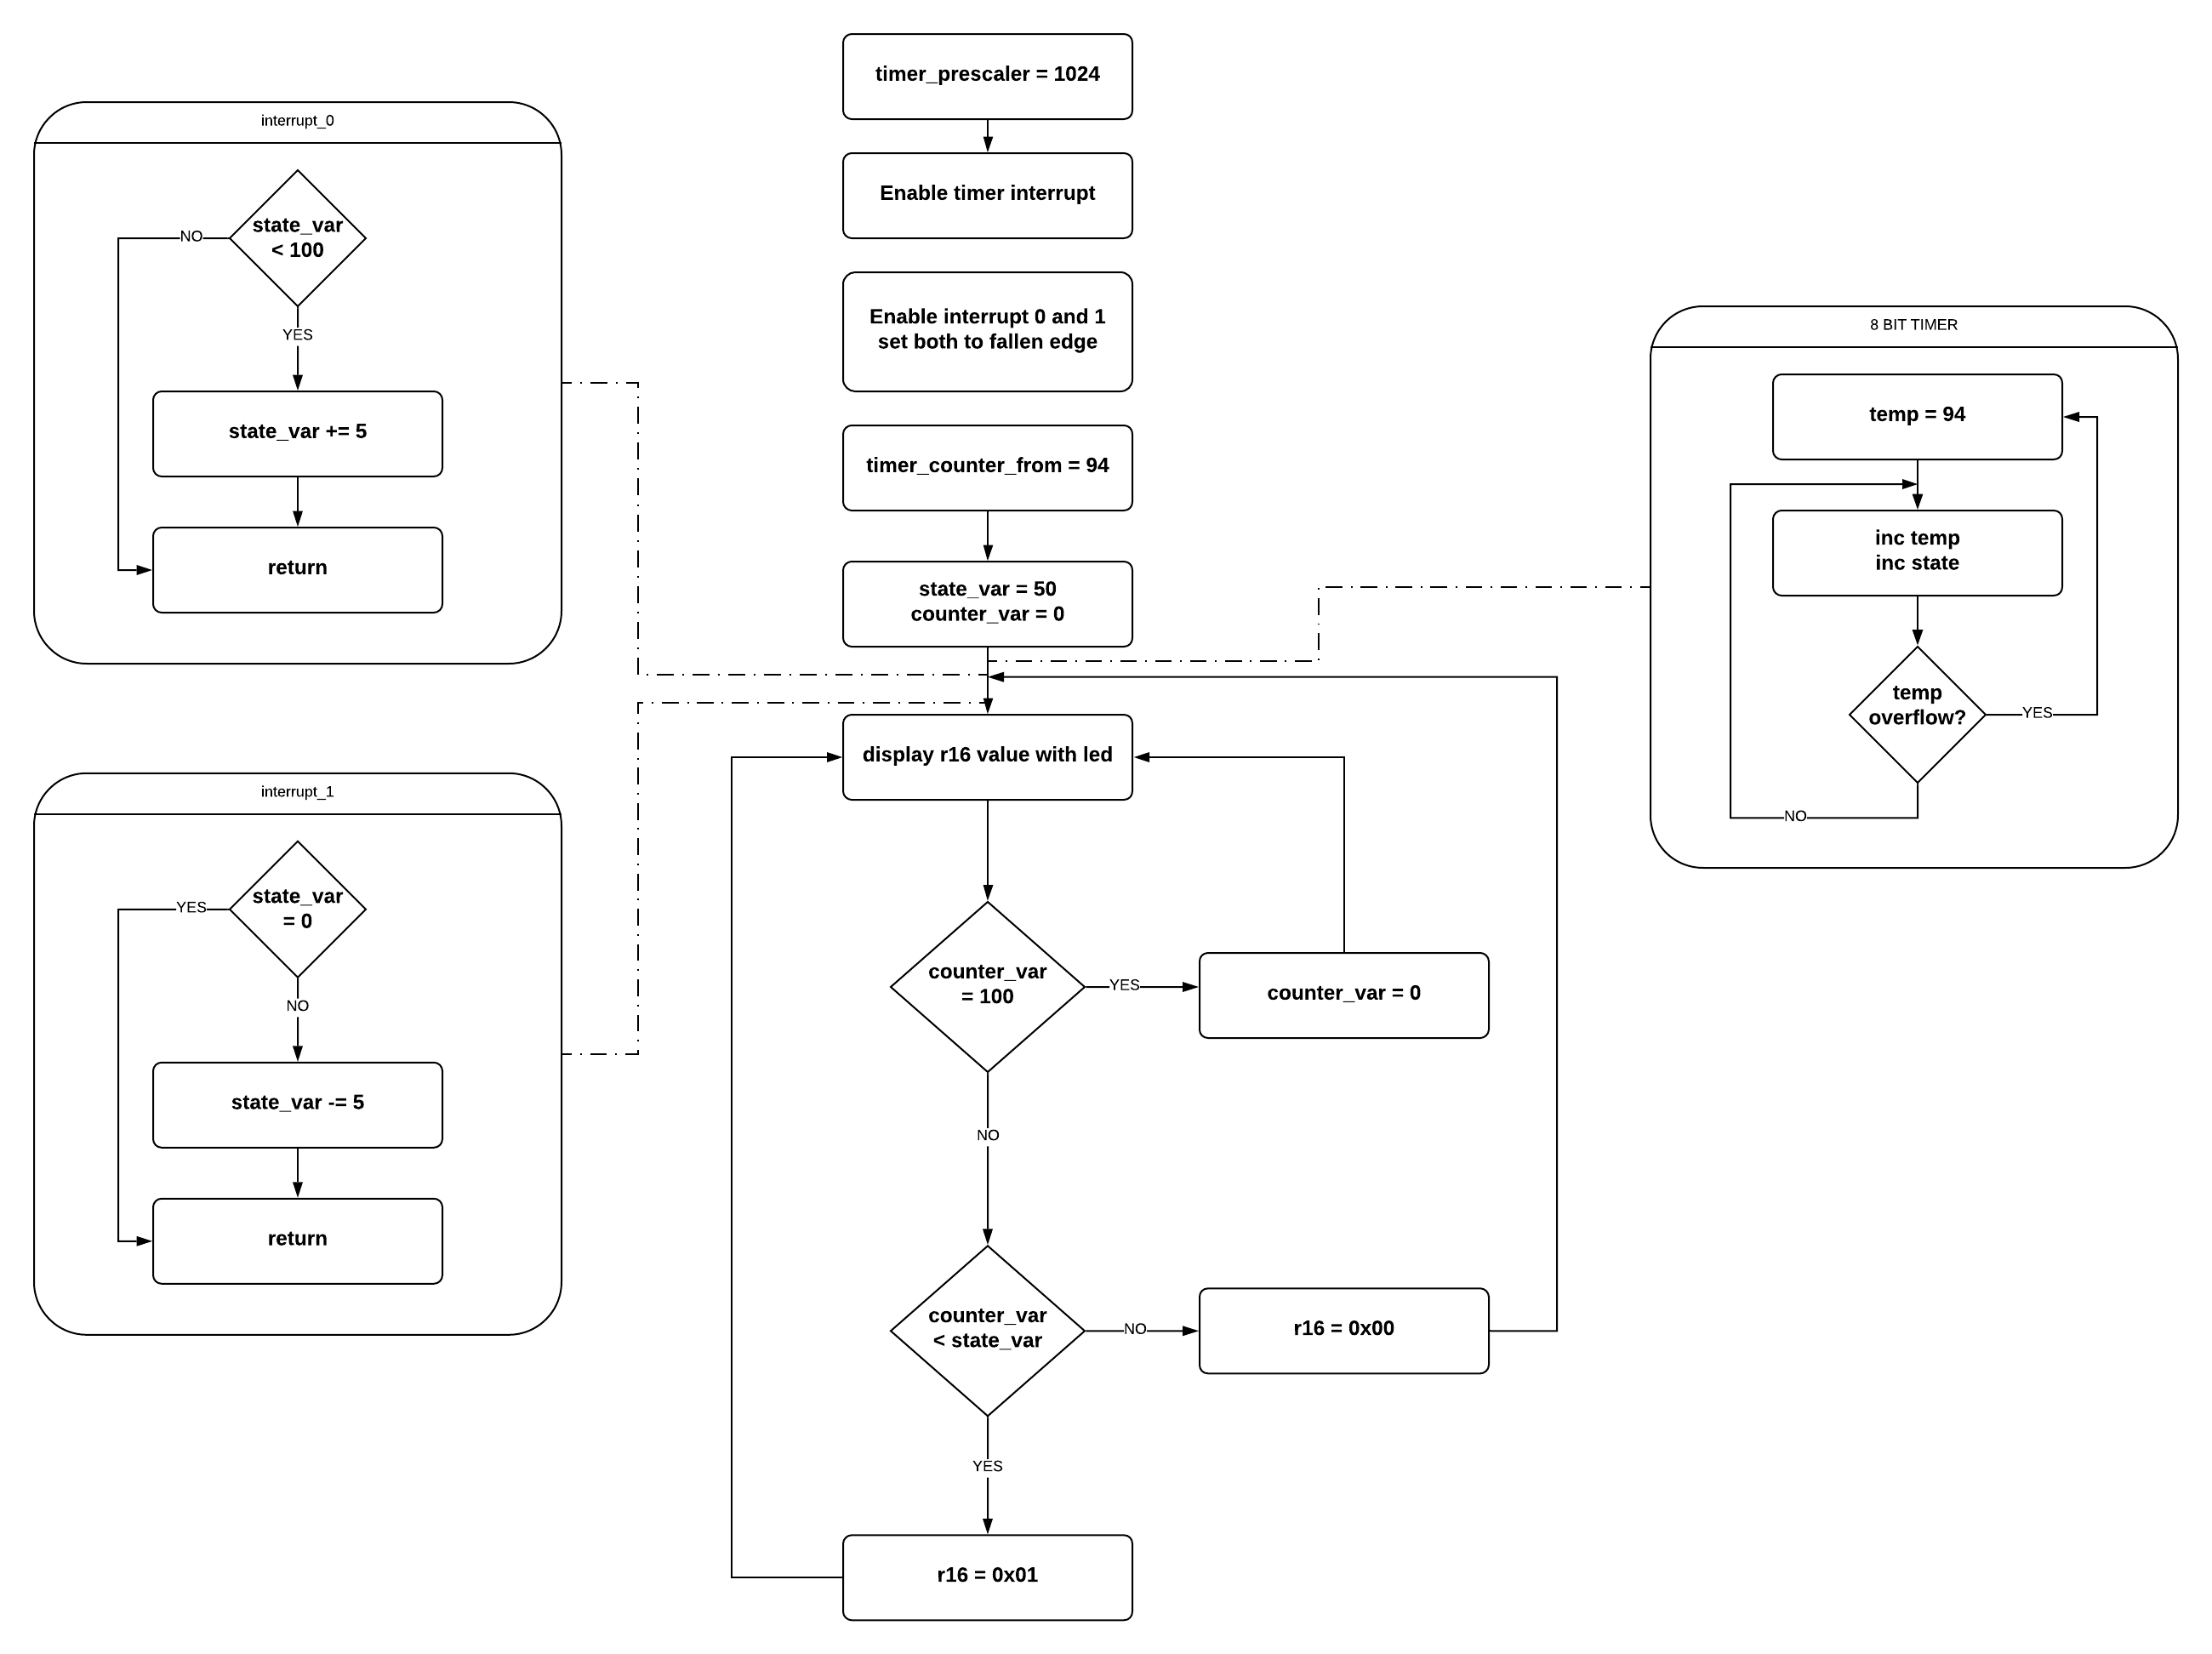 timer_prescaler = 1024
Enable timer interrupt
Enable interrupt 0 and 1
set both to fallen edge
timer_counter_from = 94
state_var = 50
counter_var = 0
display r16 value with led
counter_var
= 100
YES
counter_var = 0
NO
counter_var
< state_var
NO
r16 = 0x00
YES
r16 = 0x01
interrupt_0
state_var
< 100
NO
YES
state_var += 5
return
interrupt_1
state_var
= 0
YES
NO
state_var -= 5
return
8 BIT TIMER
temp = 94
inc temp
inc state
temp
overflow?
YES
NO